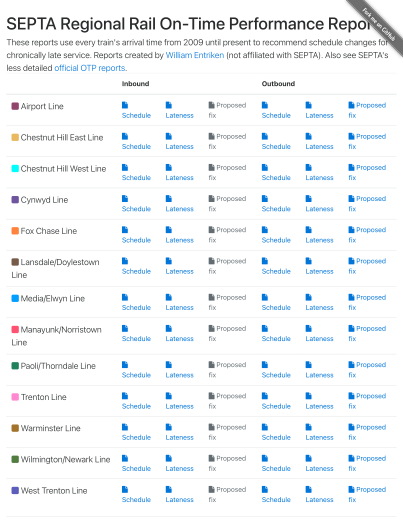 SEPTA Regional Rail On-Time Performance Repor
Fork me on GitHub
These reports use every train's arrival time from 2009 until present to recommend schedule changes for
chronically late service. Reports created by William Entriken (not affiliated with SEPTA). Also see SEPTA's
less detailed official OTP reports.
Inbound Outbound
Airport Line Schedule Lateness Proposed fix Schedule Lateness Proposed fix
Chestnut Hill East Line Schedule Lateness Proposed fix Schedule Lateness Proposed fix
Chestnut Hill West Line Schedule Lateness Proposed fix Schedule Lateness Proposed fix
Cynwyd Line Schedule Lateness Proposed fix Schedule Lateness Proposed fix
Fox Chase Line Schedule Lateness Proposed fix Schedule Lateness Proposed fix
Lansdale/Doylestown Line Schedule Lateness Proposed fix Schedule Lateness Proposed fix
Media/Elwyn Line Schedule Lateness Proposed fix Schedule Lateness Proposed fix
Manayunk/Norristown Line Schedule Lateness Proposed fix Schedule Lateness Proposed fix
Paoli/Thorndale Line Schedule Lateness Proposed fix Schedule Lateness Proposed fix
Trenton Line Schedule Lateness Proposed fix Schedule Lateness Proposed fix
Warminster Line Schedule Lateness Proposed fix Schedule Lateness Proposed fix
Wilmington/Newark Line Schedule Lateness Proposed fix Schedule Lateness Proposed fix
West Trenton Line Schedule Lateness Proposed fix Schedule Lateness Proposed fix